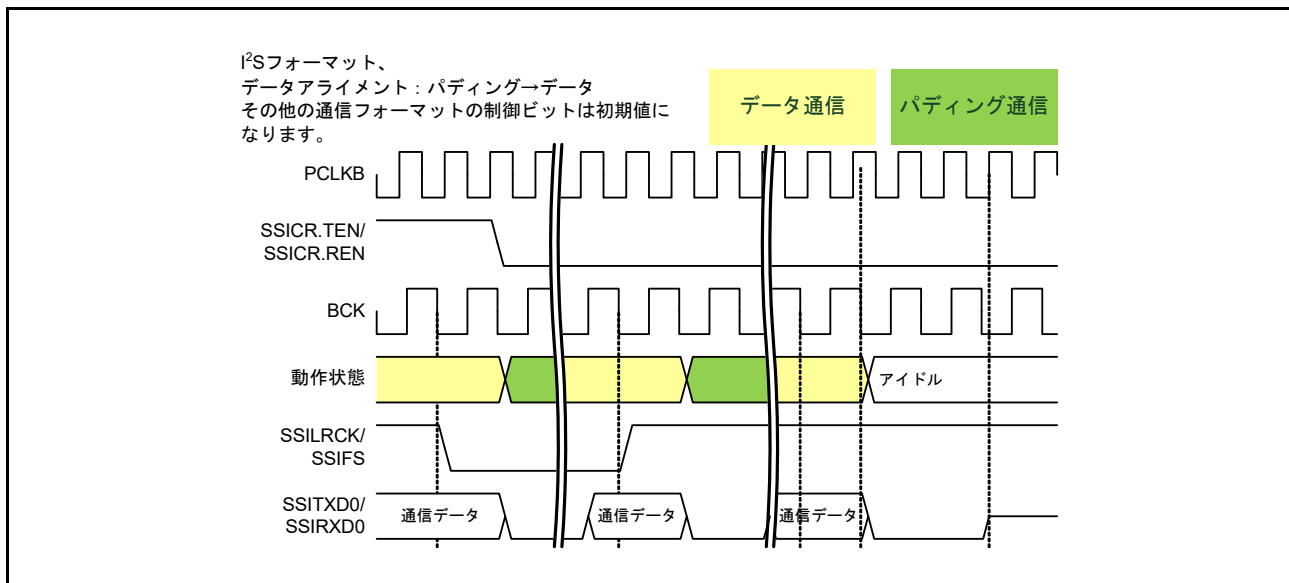 I²Sフォーマット、
データアライメント：パディング→データ
その他の通信フォーマットの制御ビットは初期値に
なります。
データ通信
パディング通信
PCLKB
SSICR.TEN/
SSICR.REN
BCK
動作状態
アイドル
SSILRCK/
SSIFS
SSITXD0/
SSIRXD0
通信データ
通信データ
通信データ